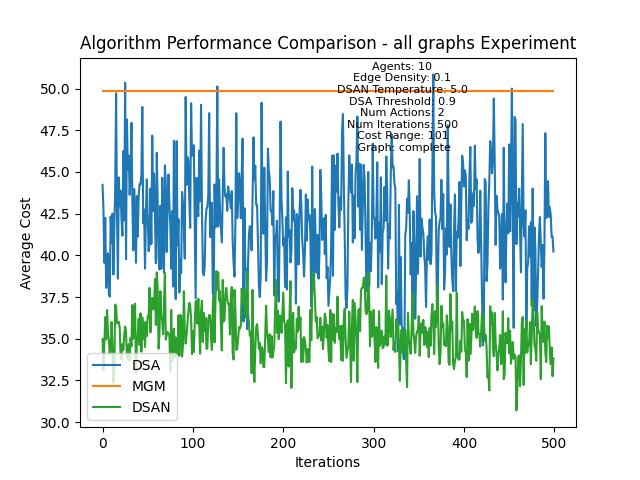 Algorithm Performance Comparison - all graphs Experiment
Agents: 10
Edge Density: 0.1
DSAN Temperature: 5.0
DSA Threshold: 0.9
Num Actions: 2
Num Iterations: 500
Cost Range: 101
Graph: complete
50.0
47.5
45.0
42.5
40.0
37.5
35.0
32.5
30.0
Average Cost
DSA
MGM
DSAN
0
100
200
300
400
500
Iterations